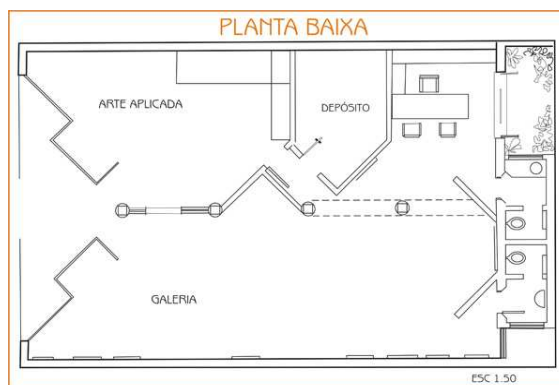 PLANTA BAIXA
ARTE APLICADA
DEPÓSITO
GALERIA
ESC 1.50